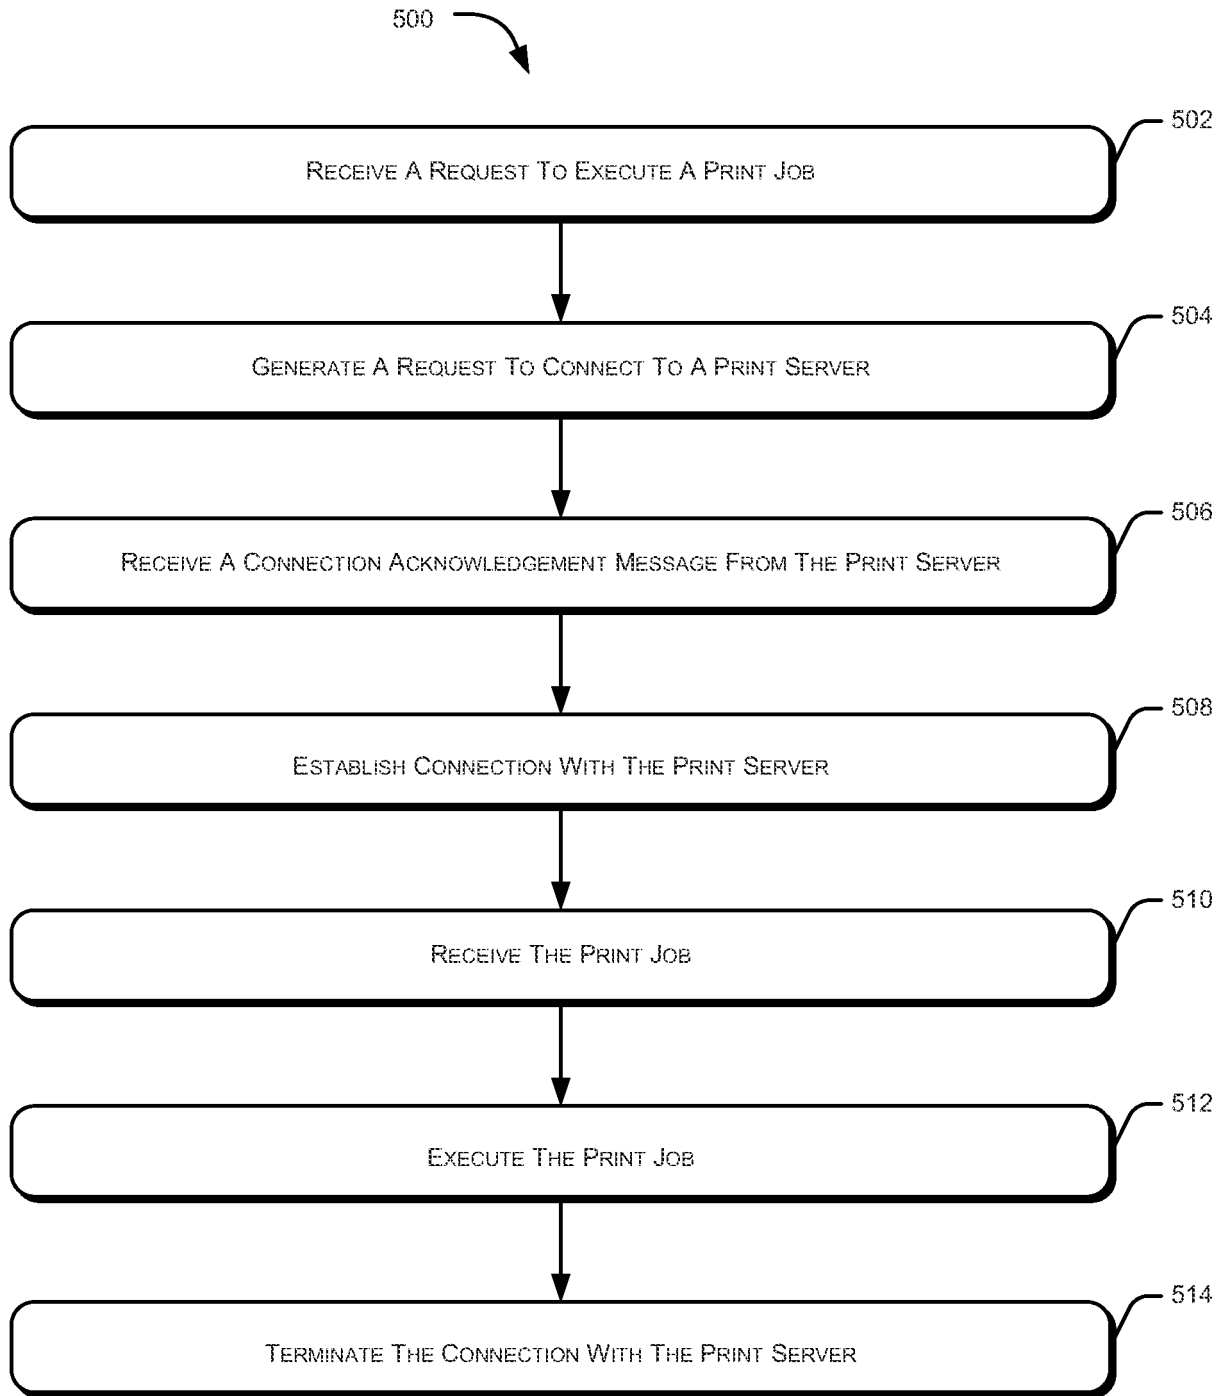 500
502
RECEIVE A REQUEST TO EXECUTE A PRINT JOB
504
GENERATE A REQUEST TO CONNECT TO A PRINT SERVER
506
RECEIVE A CONNECTION ACKNOWLEDGEMENT MESSAGE FROM THE PRINT SERVER
508
ESTABLISH CONNECTION WITH THE PRINT SERVER
510
RECEIVE THE PRINT JOB
512
EXECUTE THE PRINT JOB
514
TERMINATE THE CONNECTION WITH THE PRINT SERVER